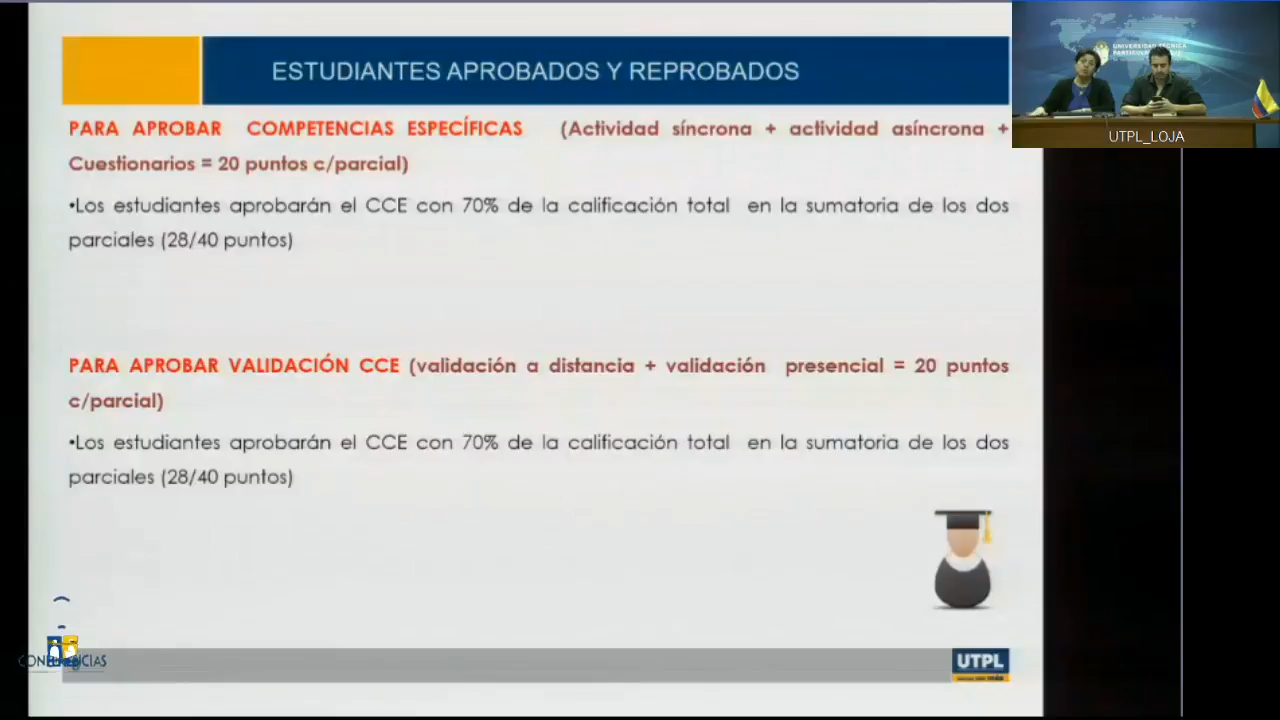 ESTUDIANTES APROBADOS Y REPROBADOS
PARA APROBAR COMPETENCIAS ESPECÍFICAS (Actividad síncrona + actividad asíncrona +
Cuestionarios = 20 puntos c/parcial)
•Los estudiantes aprobarán el CCE con 70% de la calificación total en la sumatoria de los dos
parciales (28/40 puntos)
PARA APROBAR VALIDACIÓN CCE (validación a distancia + validación presencial = 20 puntos
c/parcial)
•Los estudiantes aprobarán el CCE con 70% de la calificación total en la sumatoria de los dos
parciales (28/40 puntos)
UTPL
UNIVERSIDAD TÉCNICA
UTPL_LOJA